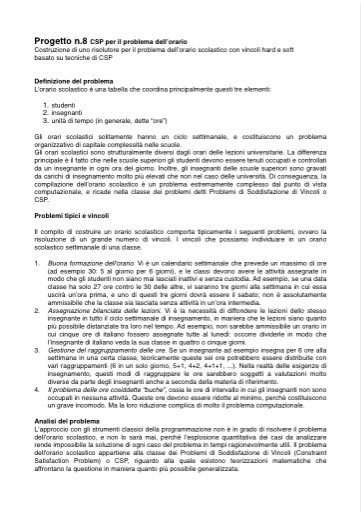 Progetto n.8 CSP per il problema dell'orario
Costruzione di un risolutore per il problema dell'orario scolastico con vincoli hard e soft
basato su tecniche di CSP
Definizione del problema
L'orario scolastico è una tabella che coordina principalmente questi tre elementi:
1. studenti
2. insegnanti
3. unità di tempo (in generale, dette "ore")
Gli orari scolastici solitamente hanno un ciclo settimanale, e costituiscono un problema
organizzativo di capitale complessità nelle scuole.
Gli orari scolastici sono strutturalmente diversi dagli orari delle lezioni universitarie. La differenza
principale è il fatto che nelle scuole superiori gli studenti devono essere tenuti occupati e controllati
da un insegnante in ogni ora del giorno. Inoltre, gli insegnanti delle scuole superiori sono gravati
da carichi di insegnamento molto più elevati che non nel caso delle università. Di conseguenza, la
compilazione dell'orario scolastico è un problema estremamente complesso dal punto di vista
computazionale, e ricade nella classe dei problemi detti Problemi di Soddisfazione di Vincoli o
CSP.
Problemi tipici e vincoli
Il compito di costruire un orario scolastico comporta tipicamente i seguenti problemi, ovvero la
risoluzione di un grande numero di vincoli. I vincoli che possiamo individuare in un orario
scolastico settimanale di una classe.
1. Buona formazione dell'orario. Vi è un calendario settimanale che prevede un massimo di ore
(ad esempio 30: 5 al giorno per 6 giorni), e le classi devono avere le attività assegnate in
modo che gli studenti non siano mai lasciati inattivi e senza custodia. Ad esempio, se una data
classe ha solo 27 ore contro le 30 delle altre, vi saranno tre giorni alla settimana in cui essa
uscirà un'ora prima, e uno di questi tre giorni dovrà essere il sabato; non è assolutamente
ammissibile che la classe sia lasciata senza attività in un'ora intermedia.
2. Assegnazione bilanciata delle lezioni. Vi è la necessità di diffondere le lezioni dello stesso
insegnante in tutto il ciclo settimanale di insegnamento, in maniera che le lezioni siano quanto
più possibile distanziate tra loro nel tempo. Ad esempio, non sarebbe ammissibile un orario in
cui cinque ore di italiano fossero assegnate tutte al lunedì: occorre dividerle in modo che
l'insegnante di italiano veda la sua classe in quattro o cinque giorni.
3. Gestione del raggruppamento delle ore. Se un insegnante ad esempio insegna per 6 ore alla
settimana in una certa classe, teoricamente queste sei ore potrebbero essere distribuite con
vari raggruppamenti (6 in un solo giorno, 5+1, 4+2, 4+1+1, ...). Nella realtà delle esigenze di
insegnamento, questi modi di raggruppare le ore sarebbero soggetti a valutazioni molto
diverse da parte degli insegnanti anche a seconda della materia di riferimento.
4. Il problema delle ore cosiddette "buche", ossia le ore di intervallo in cui gli insegnanti non sono
occupati in nessuna attività. Queste ore devono essere ridotte al minimo, perché costituiscono
un grave incomodo. Ma la loro riduzione complica di molto il problema computazionale.
Analisi del problema
L'approccio con gli strumenti classici della programmazione non è in grado di risolvere il problema
dell'orario scolastico, e non lo sarà mai, perché l'esplosione quantitativa dei casi da analizzare
rende impossibile la soluzione di ogni caso del problema in tempi ragionevolmente utili. Il problema
dell'orario scolastico appartiene alla classe dei Problemi di Soddisfazione di Vincoli (Constraint
Satisfaction Problem) o CSP, riguardo alla quale esistono teorizzazioni matematiche che
affrontano la questione in maniera quanto più possibile generalizzata.